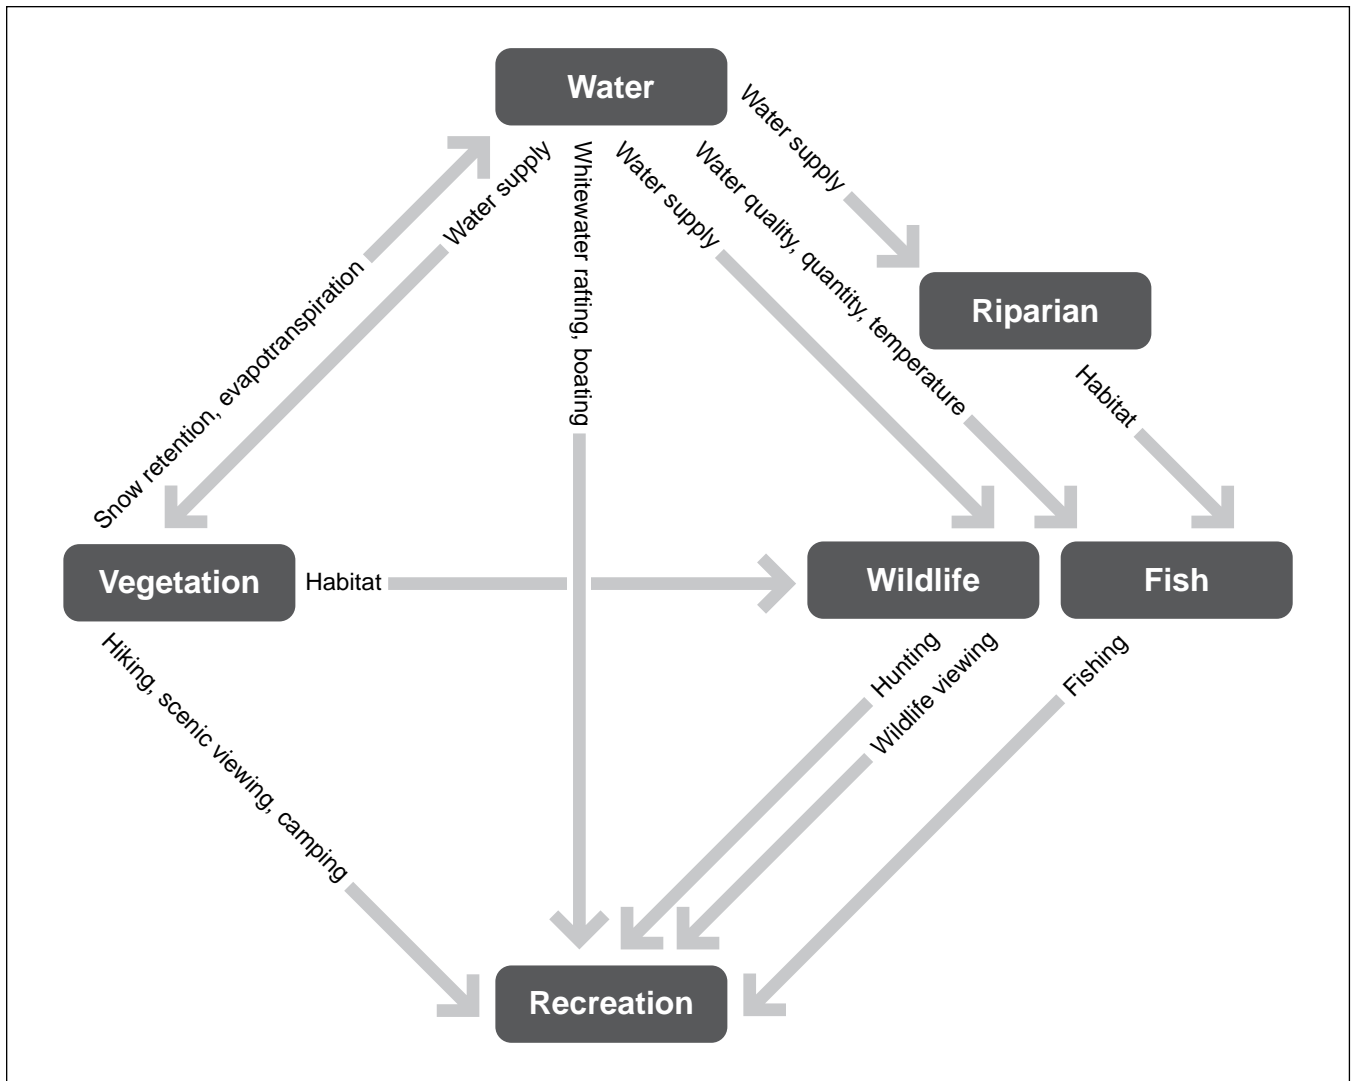 Water
Water supply
Water supply
Whitewater rafting, boating
Water supply
Water quality, quantity, temperature
Snow retention, evapotranspiration
Riparian
Habitat
Vegetation
Habitat
Wildlife
Fish
Hiking, scenic viewing, camping
Hunting
Wildlife viewing
Fishing
Recreation